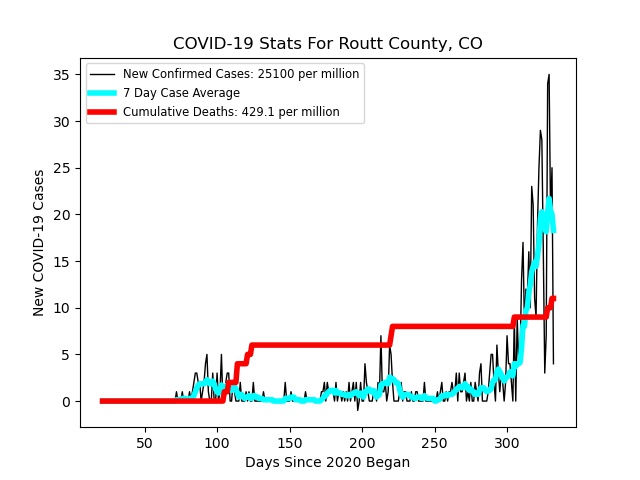 COVID-19 Stats For Routt County, CO
New Confirmed Cases: 25100 per million
7 Day Case Average
Cumulative Deaths: 429.1 per million
New COVID-19 Cases
35
30
25
20
15
10
5
0
50
100
150
200
250
300
Days Since 2020 Began